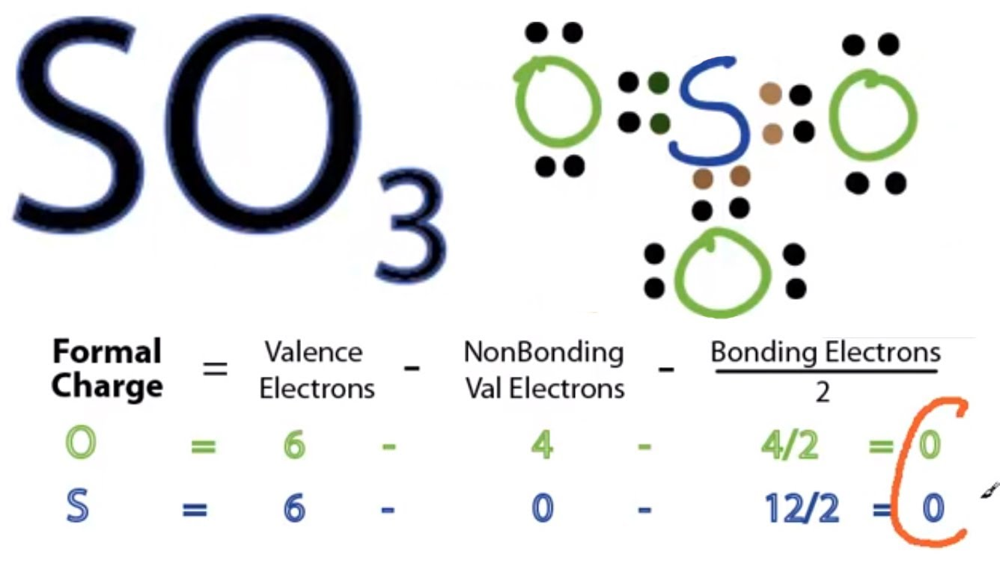 SO3
O S O
O
Formal Charge = Valence Electrons - NonBonding Val Electrons - Bonding Electrons / 2
O = 6 - 4 - 4/2 = 0
S = 6 - 0 - 12/2 = 0